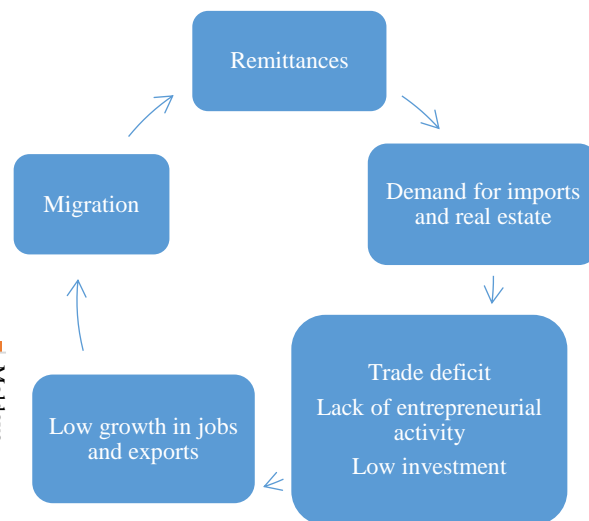 Remittances
Demand for imports
and real estate
Trade deficit
Lack of entrepreneurial
activity
Low investment
Low growth in jobs
and exports
Migration